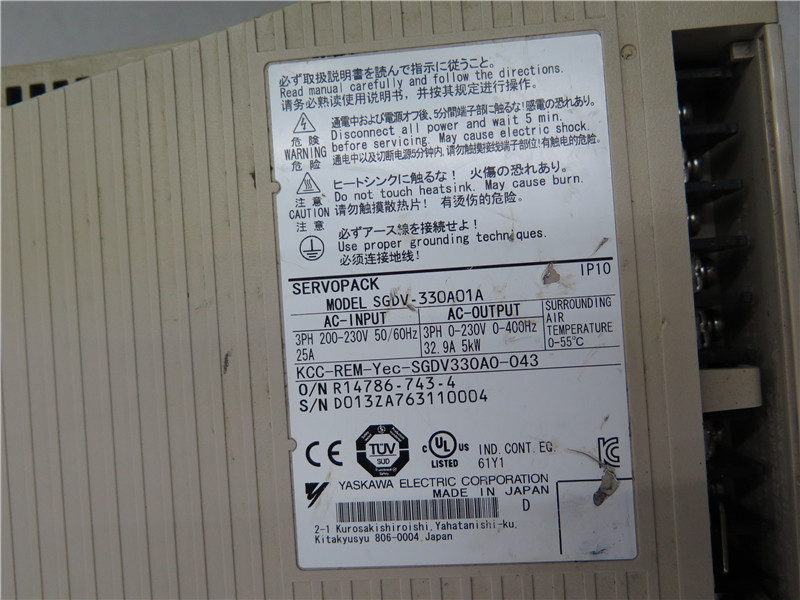 必ず取扱説明書を読んで指示に従うこと。
Read manual carefully and follow the directions.
请务必熟读使用说明书，并按其规定进行操作。
危険
WARNING
危险
通電中および電源オフ後、5分間端子部に触るな!感電の恐れあり。
Disconnect all power and wait 5 min.
before servicing. May cause electric shock.
通电中以及切断电源5分钟内,请勿触摸接线端子部位!有触电的危险。
注意
CAUTION
注意
ヒートシンクに触るな! 火傷の恐れあり。
Do not touch heatsink. May cause burn.
请勿触摸散热片! 有烫伤的危险。
必ずアース線を接続せよ!
Use proper grounding techniques.
必须连接地线!
IP10
SERVOPACK
MODEL SGDV-330A01A
AC-INPUT
3PH 200-230V 50/60Hz
25A
AC-OUTPUT
3PH 0-230V 0-400Hz
32.9A 5kW
SURROUNDING
AIR
TEMPERATURE
0-55℃
KCC-REM-Yec-SGDV330A0-043
O/N R14786-743-4
S/N D013ZA763110004
CE
TÜV
SÜD
c UL US
LISTED
IND. CONT. EQ.
61Y1
YASKAWA ELECTRIC CORPORATION
MADE IN JAPAN
D
2-1 Kurosakishiroishi, Yahatanishi-ku,
Kitakyusyu 806-0004, Japan